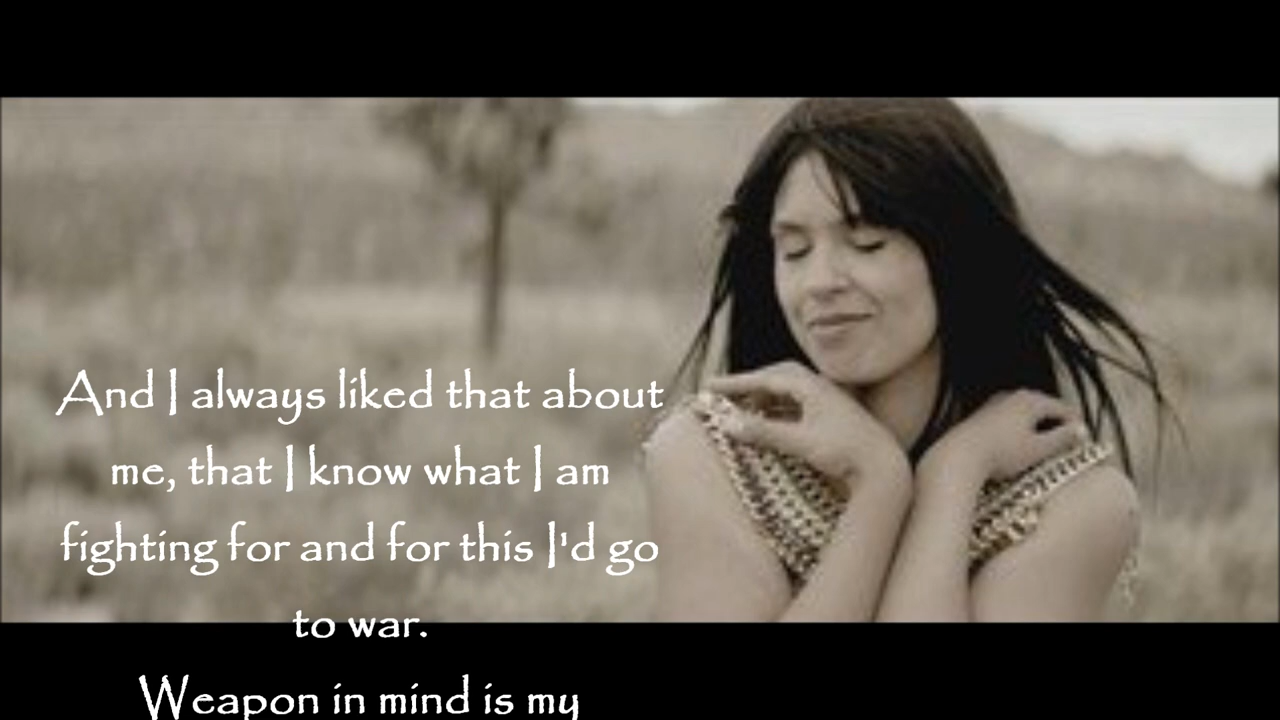 And I always liked that about
me, that I know what I am
fighting for and for this I'd go
to war.
Weapon in mind is my